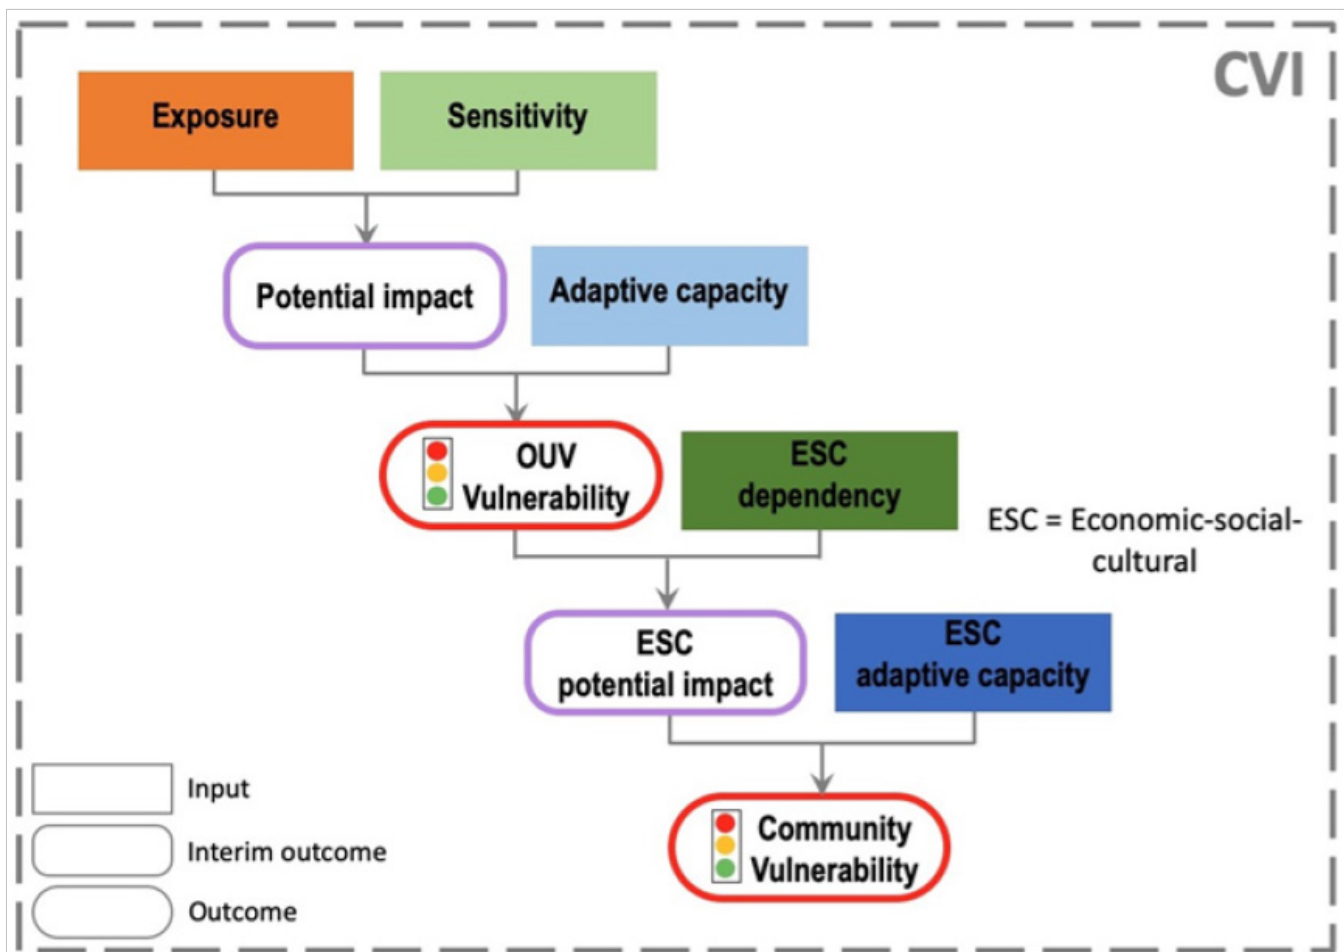 CVI
Exposure
Sensitivity
Potential impact
Adaptive capacity
OUV
Vulnerability
ESC
dependency
ESC = Economic-social-
cultural
ESC
potential impact
ESC
adaptive capacity
Community
Vulnerability
Input
Interim outcome
Outcome